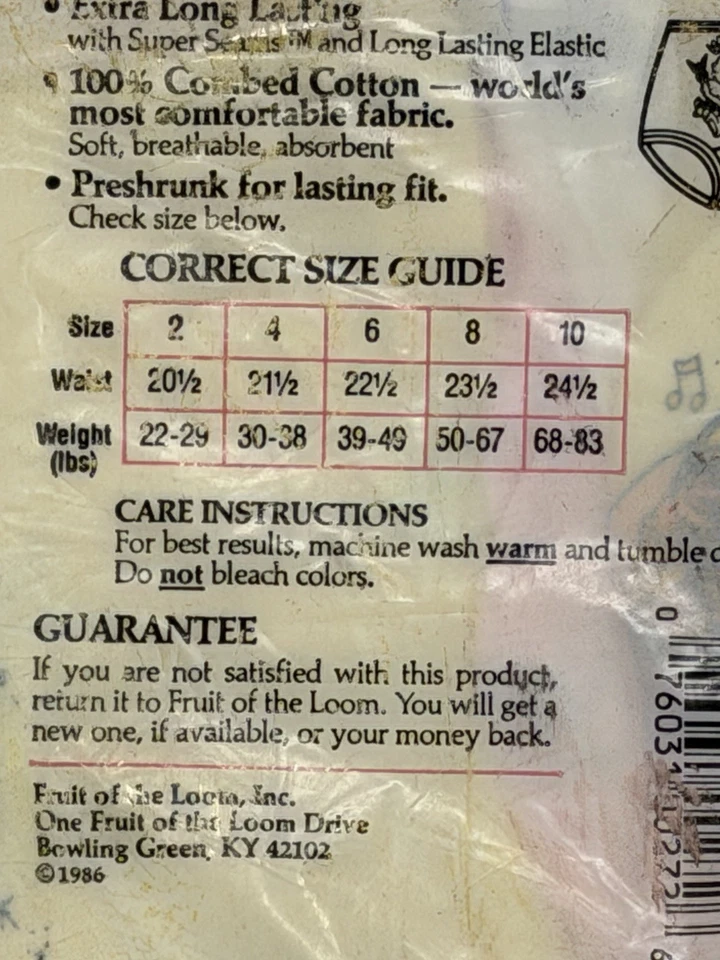 • Extra Long Lasting
with Super Seams™ and Long Lasting Elastic
• 100% Combed Cotton — world's
most comfortable fabric.
Soft, breathable, absorbent
• Preshrunk for lasting fit.
Check size below.
CORRECT SIZE GUIDE
Size 2 4 6 8 10
Waist 20½ 21½ 22½ 23½ 24½
Weight 22-29 30-38 39-49 50-67 68-83
(lbs)
CARE INSTRUCTIONS
For best results, machine wash warm and tumble
Do not bleach colors.
GUARANTEE
If you are not satisfied with this product,
return it to Fruit of the Loom. You will get a
new one, if available, or your money back.
Fruit of the Loom, Inc.
One Fruit of the Loom Drive
Bowling Green, KY 42102
©1986
0